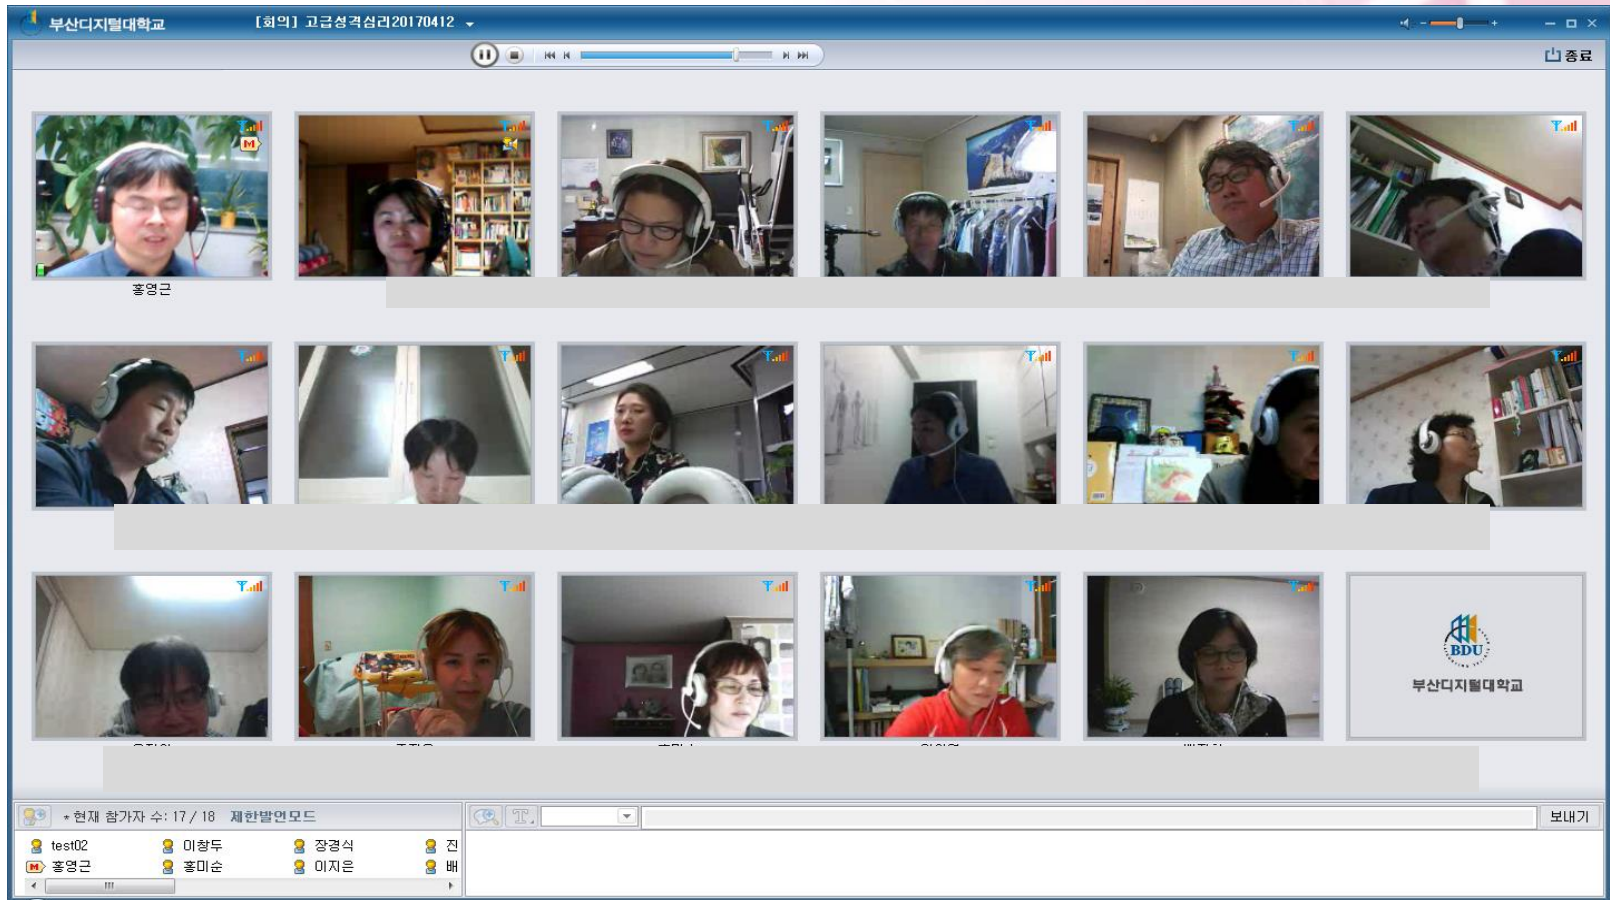 부산디지털대학교 [회의] 고급성격심리20170412
종료
홍영근
BDU
부산디지털대학교
* 현재 참가자 수: 17 / 18 제한발언모드
보내기
test02 이창두 장경식 진
홍영근 홍미순 이지은 배